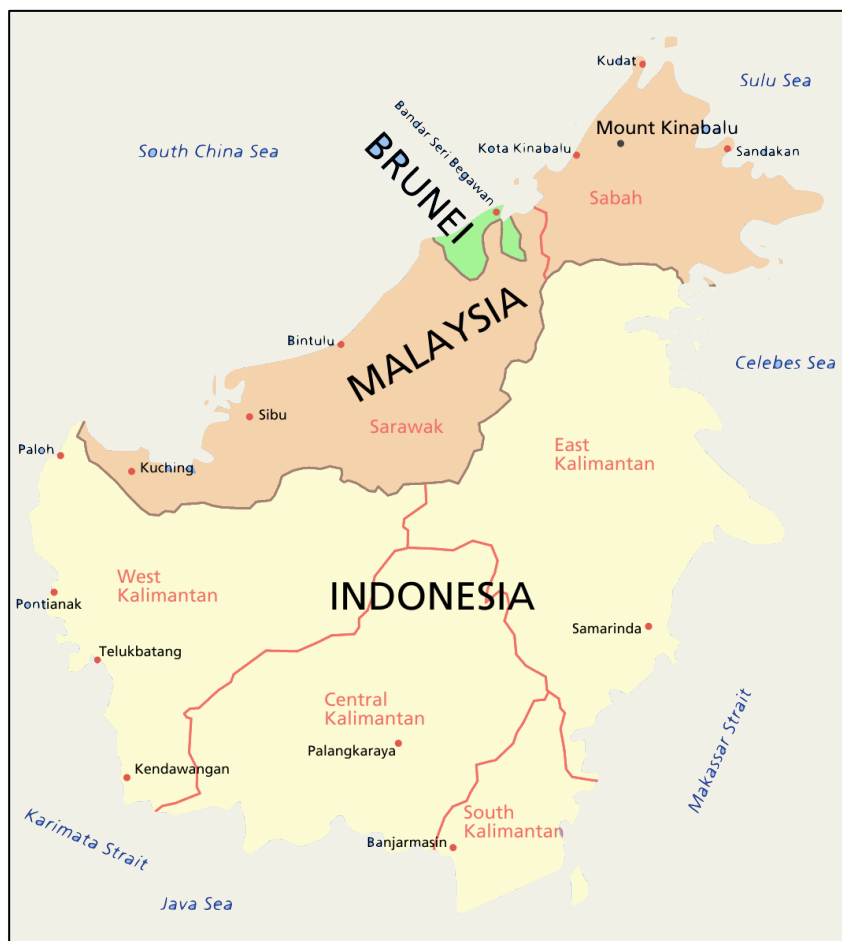 Kudat
Sulu Sea
Bandar Seri Begawan
Mount Kinabalu
South China Sea
BRUNEI
Kota Kinabalu
Sandakan
Sabah
MALAYSIA
Bintulu
Celebes Sea
Sibu
Sarawak
East
Kalimantan
Paloh
Kuching
West
Kalimantan
INDONESIA
Pontianak
Samarinda
Telukbatang
Central
Kalimantan
Palangkaraya
Makassar Strait
Kendawangan
South
Kalimantan
Karimata Strait
Banjarmasin
Java Sea